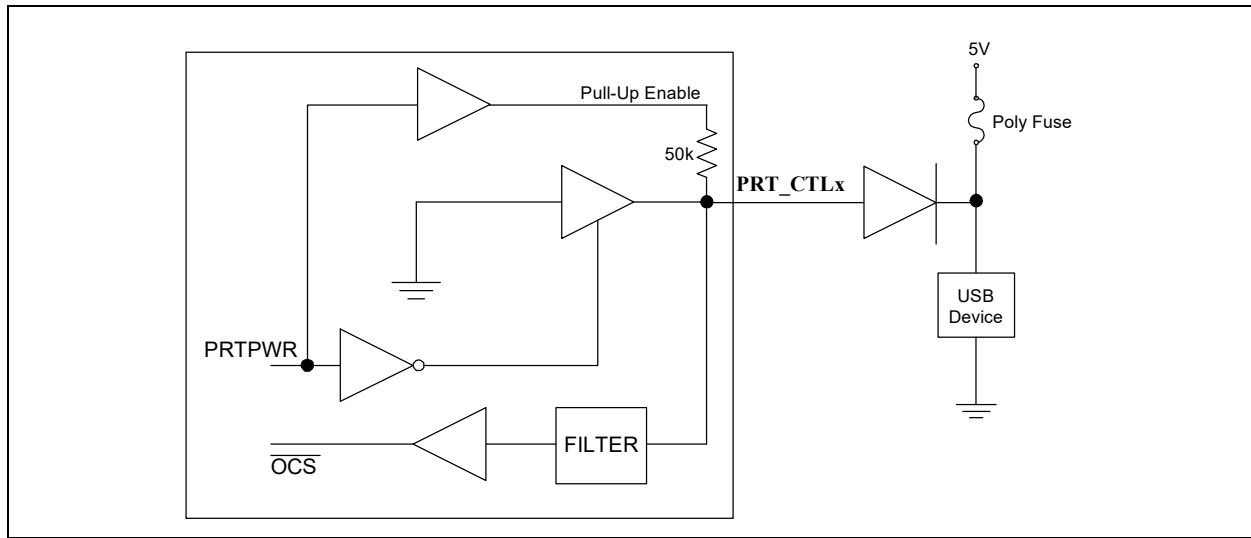 5V
Pull-Up Enable
Poly Fuse
50k
PRT_CTLx
USB
Device
PRTPWR
FILTER
OCS